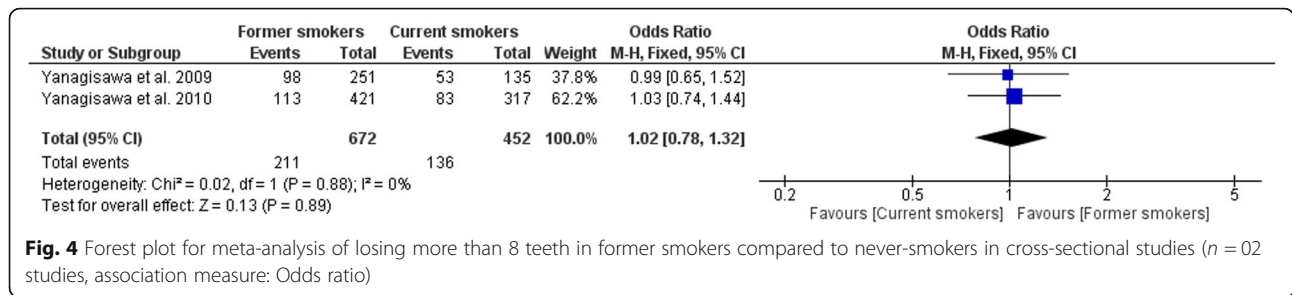 Former smokers Current smokers Odds Ratio Odds Ratio
Study or Subgroup Events Total Events Total Weight M-H, Fixed, 95% CI M-H, Fixed, 95% CI
Yanagisawa et al. 2009 98 251 53 135 37.8% 0.99 [0.65, 1.52]
Yanagisawa et al. 2010 113 421 83 317 62.2% 1.03 [0.74, 1.44]
Total (95% CI) 672 452 100.0% 1.02 [0.78, 1.32]
Total events 211 136
Heterogeneity: Chi² = 0.02, df = 1 (P = 0.88); I² = 0%
Test for overall effect: Z = 0.13 (P = 0.89)
0.2 0.5 1 2 5
Favours [Current smokers] Favours [Former smokers]
Fig. 4 Forest plot for meta-analysis of losing more than 8 teeth in former smokers compared to never-smokers in cross-sectional studies (n = 02
studies, association measure: Odds ratio)